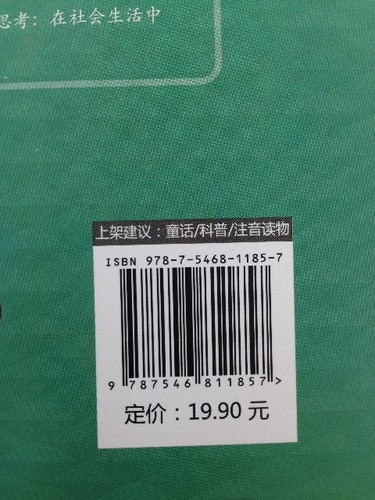 思考：在社会生活中
上架建议：童话/科普/注音读物
ISBN 978-7-5468-1185-7
9 787546 811857>
定价：19.90 元